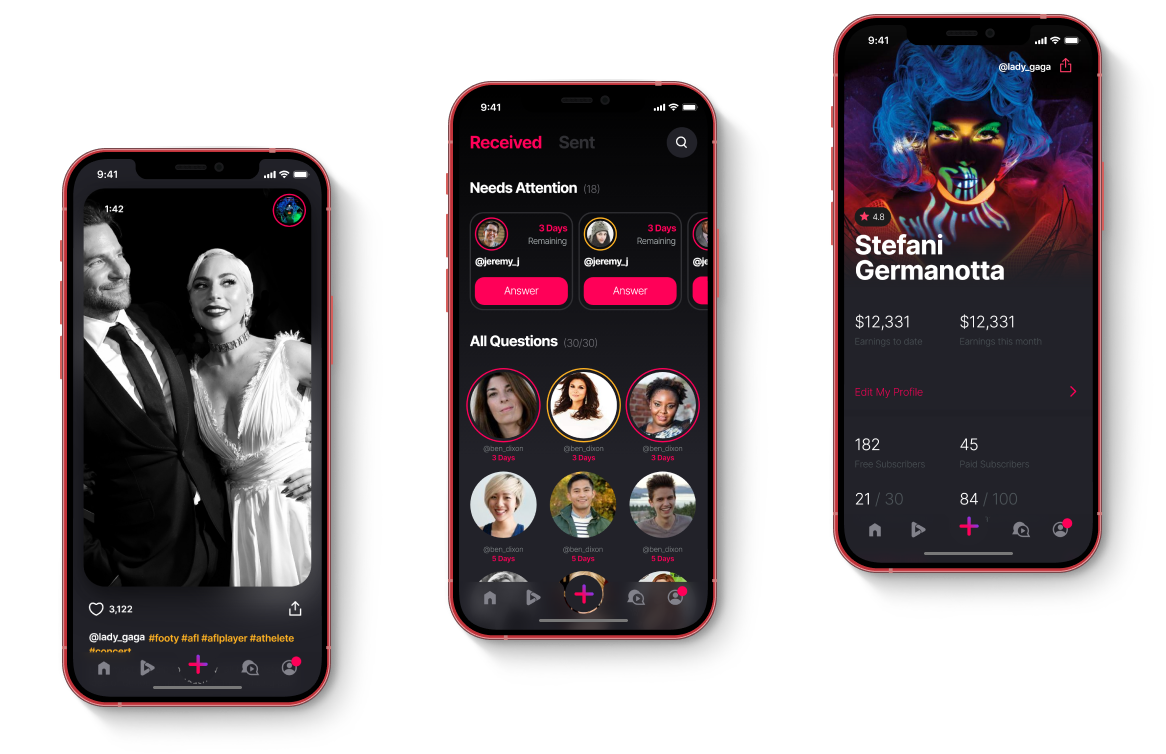 9:41
1:42
3,122
@lady_gaga #footy #afl #aflplayer #athelete
#concert
9:41
Received Sent
Needs Attention (18)
3 Days
Remaining
@jeremy_j
Answer
3 Days
Remaining
@jeremy_j
Answer
@je
All Questions (30/30)
@ben_dixon @ben_dixon @ben_dixon
3 Days 3 Days 3 Days
@ben_dixon @ben_dixon @ben_dixon
5 Days 5 Days 5 Days
9:41
@lady_gaga
4.8
Stefani
Germanotta
$12,331 $12,331
Earnings to date Earnings this month
Edit My Profile
182 45
Free Subscribers Paid Subscribers
21 / 30 84 / 100